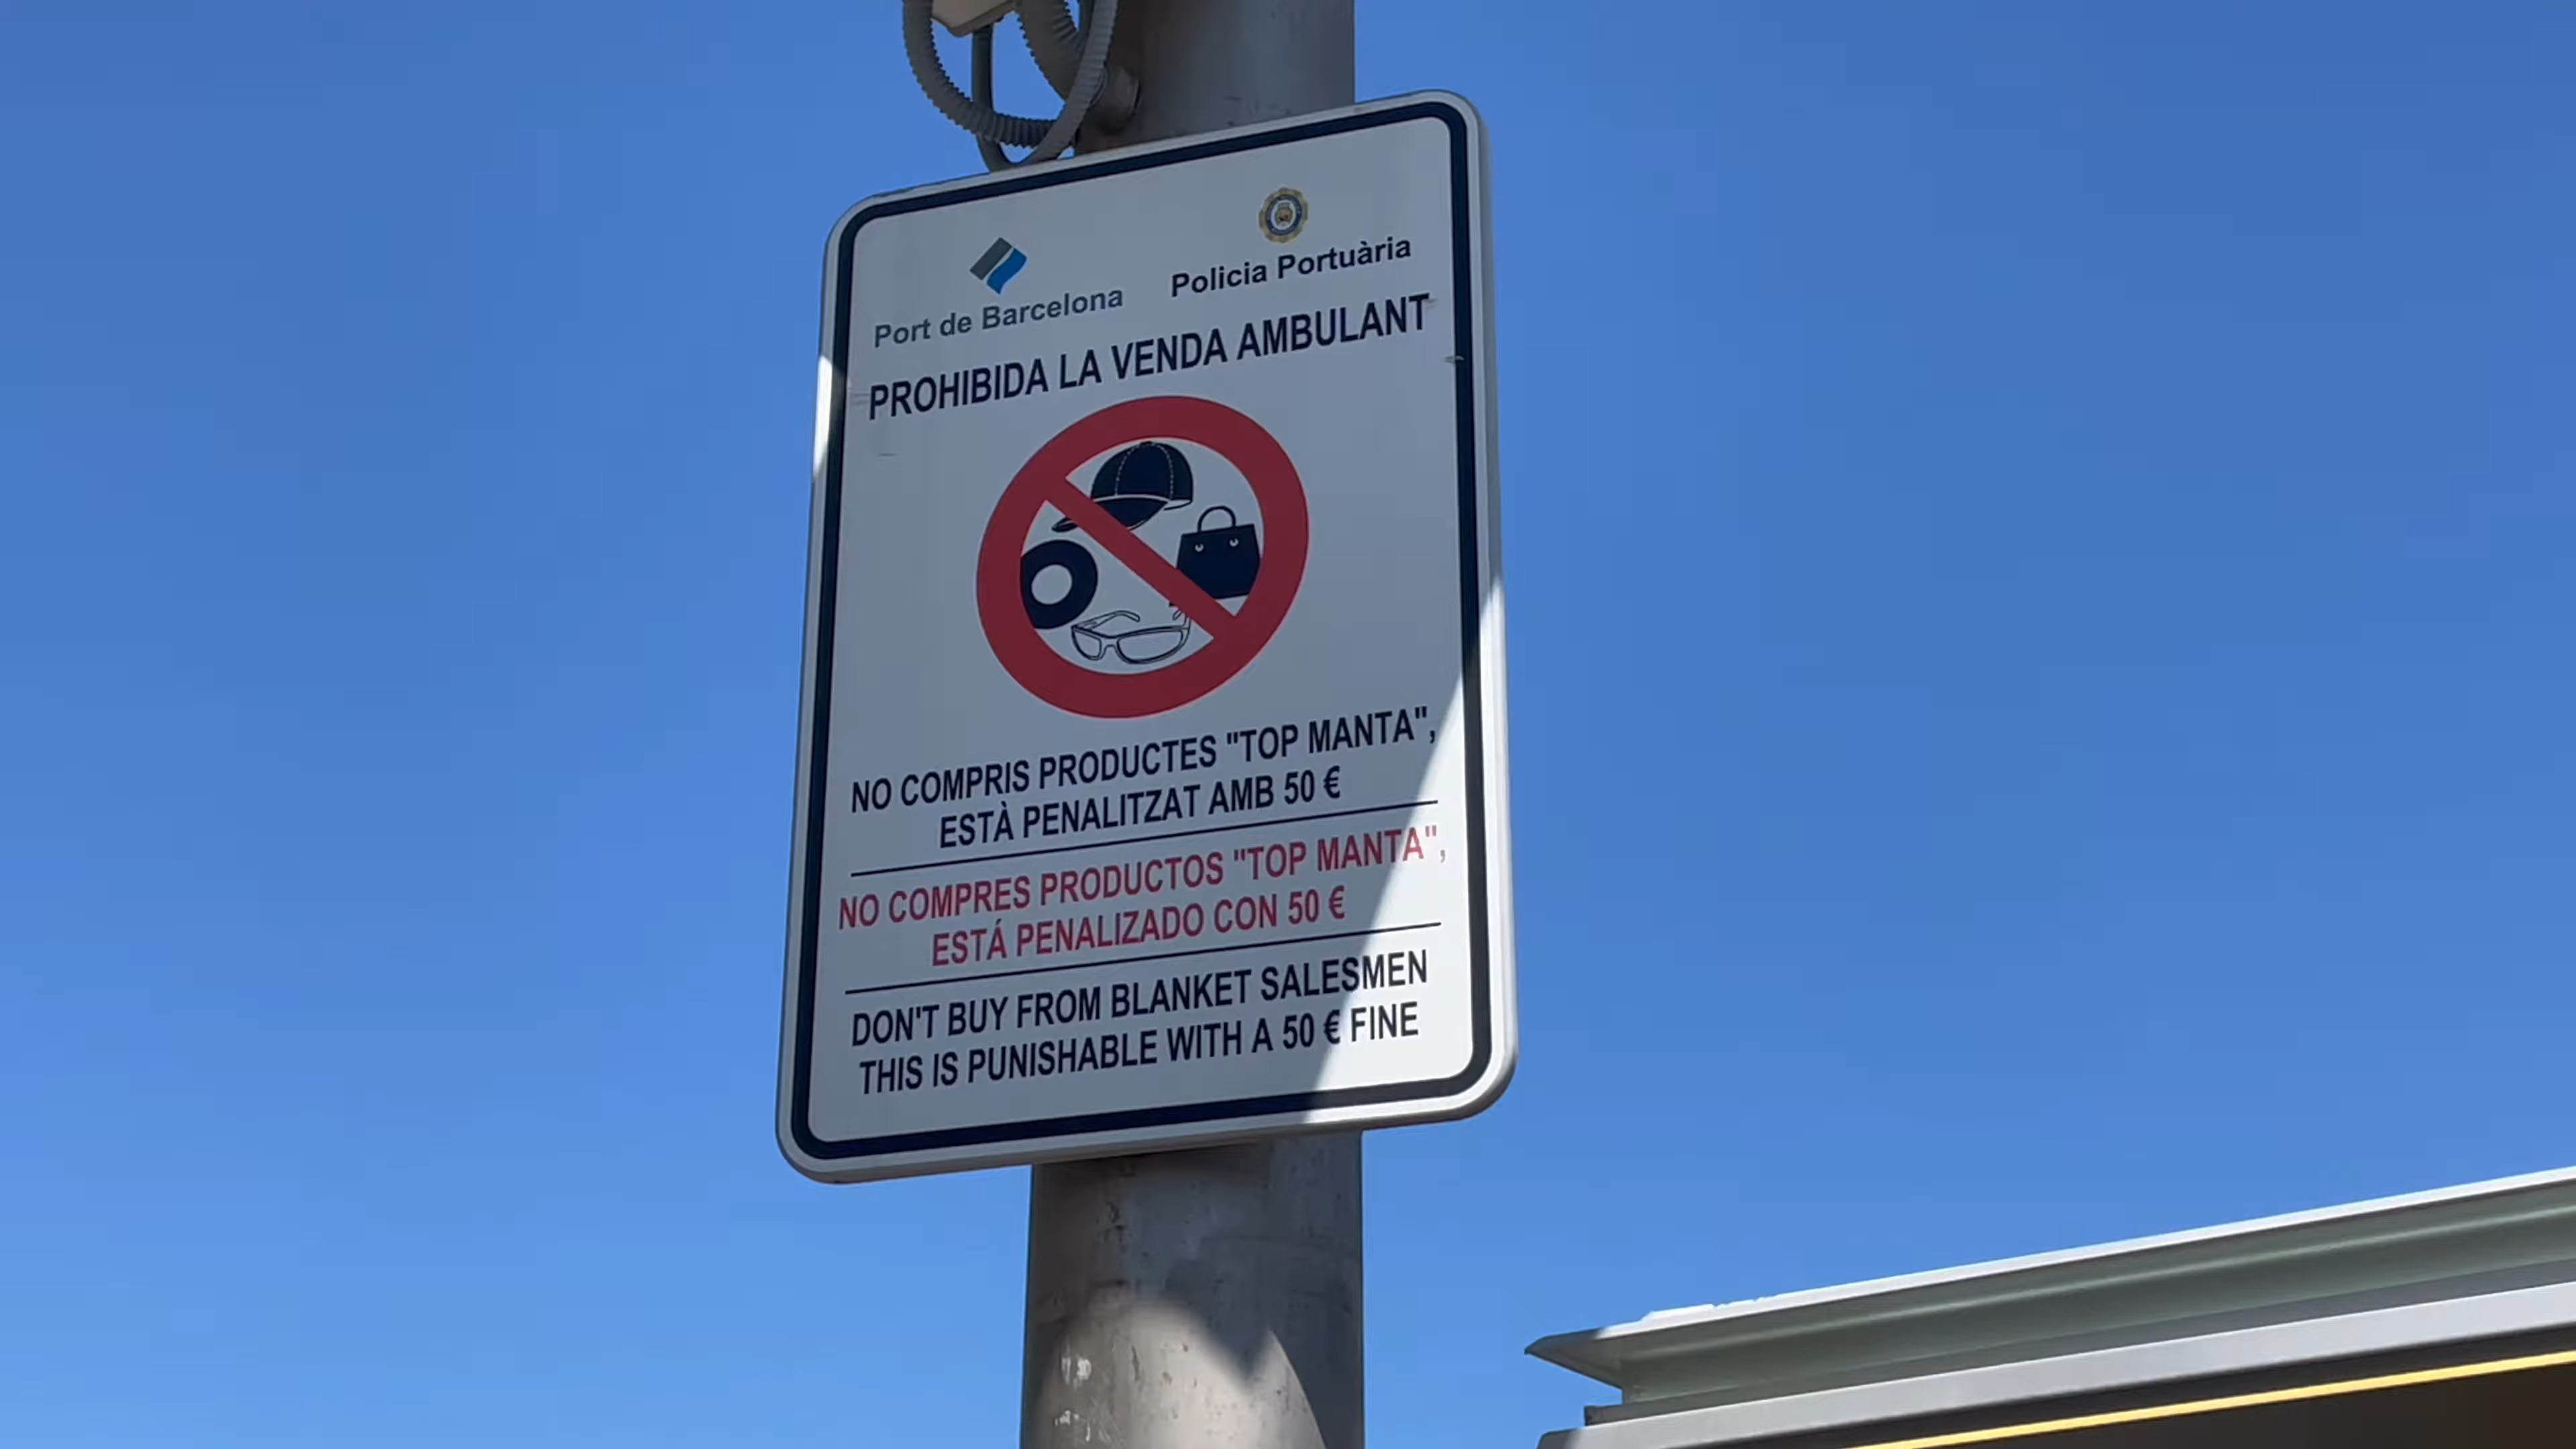 Port de Barcelona
Policia Portuària
PROHIBIDA LA VENDA AMBULANT
NO COMPRIS PRODUCTES "TOP MANTA",
ESTÀ PENALITZAT AMB 50 €
NO COMPRES PRODUCTOS "TOP MANTA",
ESTÁ PENALIZADO CON 50 €
DON'T BUY FROM BLANKET SALESMEN
THIS IS PUNISHABLE WITH A 50 € FINE